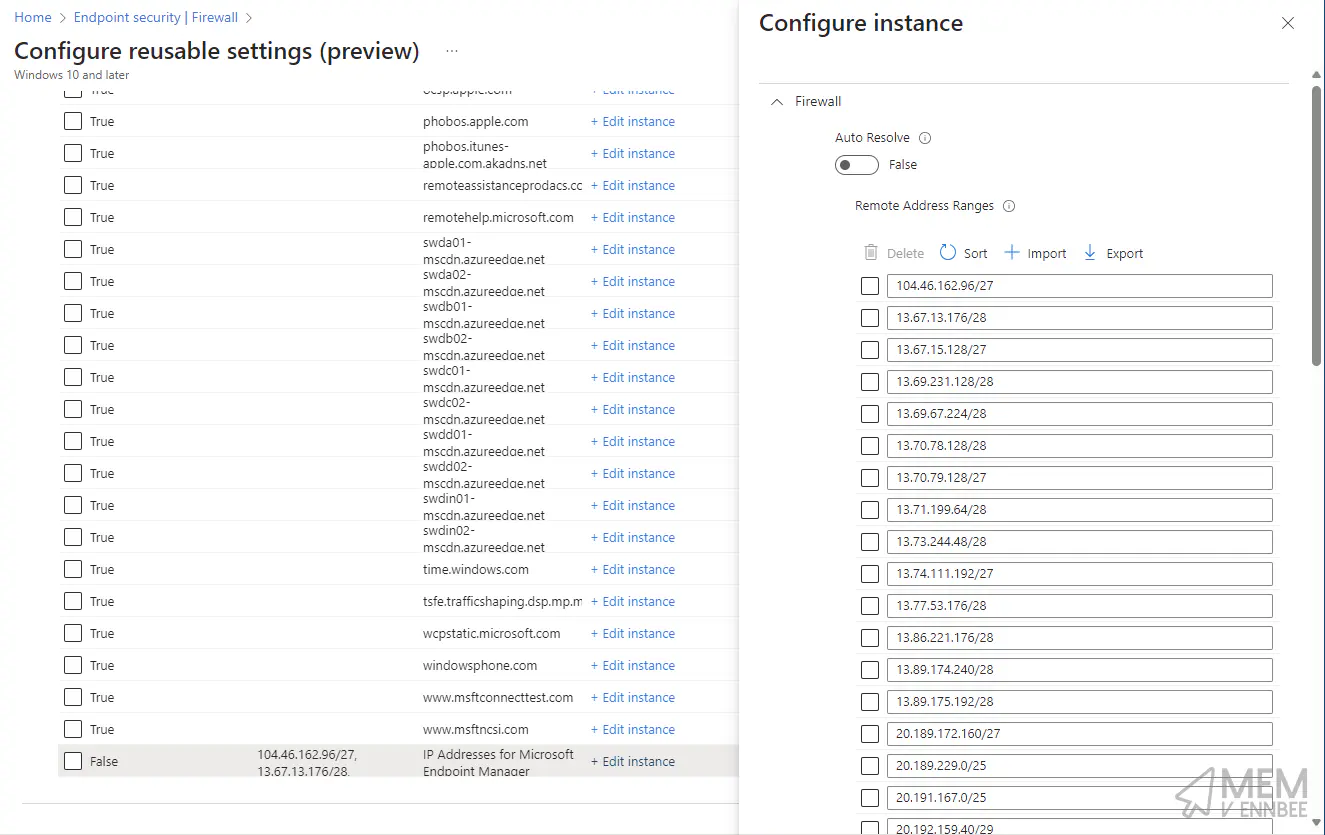 Home > Endpoint security | Firewall >
Configure reusable settings (preview) ...
Windows 10 and later
True ocsp.apple.com + Edit instance
True phobos.apple.com + Edit instance
True phobos.itunes-
apple.com.akadns.net + Edit instance
True remoteassistanceprodacs.cc + Edit instance
True remotehelp.microsoft.com + Edit instance
True swda01-
mscdn.azureedge.net + Edit instance
True swda02-
mscdn.azureedge.net + Edit instance
True swdb01-
mscdn.azureedge.net + Edit instance
True swdb02-
mscdn.azureedge.net + Edit instance
True swdc01-
mscdn.azureedge.net + Edit instance
True swdc02-
mscdn.azureedge.net + Edit instance
True swdd01-
mscdn.azureedge.net + Edit instance
True swdd02-
mscdn.azureedge.net + Edit instance
True swdin01-
mscdn.azureedge.net + Edit instance
True swdin02-
mscdn.azureedge.net + Edit instance
True time.windows.com + Edit instance
True tsfe.trafficshaping.dsp.mp.m + Edit instance
True wcpstatic.microsoft.com + Edit instance
True windowsphone.com + Edit instance
True www.msftconnecttest.com + Edit instance
True www.msftncsi.com + Edit instance
False 104.46.162.96/27, IP Addresses for Microsoft + Edit instance
13.67.13.176/28, Endpoint Manager
Configure instance
Firewall
Auto Resolve
False
Remote Address Ranges
Delete Sort Import Export
104.46.162.96/27
13.67.13.176/28
13.67.15.128/27
13.69.231.128/28
13.69.67.224/28
13.70.78.128/28
13.70.79.128/27
13.71.199.64/28
13.73.244.48/28
13.74.111.192/27
13.77.53.176/28
13.86.221.176/28
13.89.174.240/28
13.89.175.192/28
20.189.172.160/27
20.189.229.0/25
20.191.167.0/25
20.192.159.40/29
MEM
VENNBEE